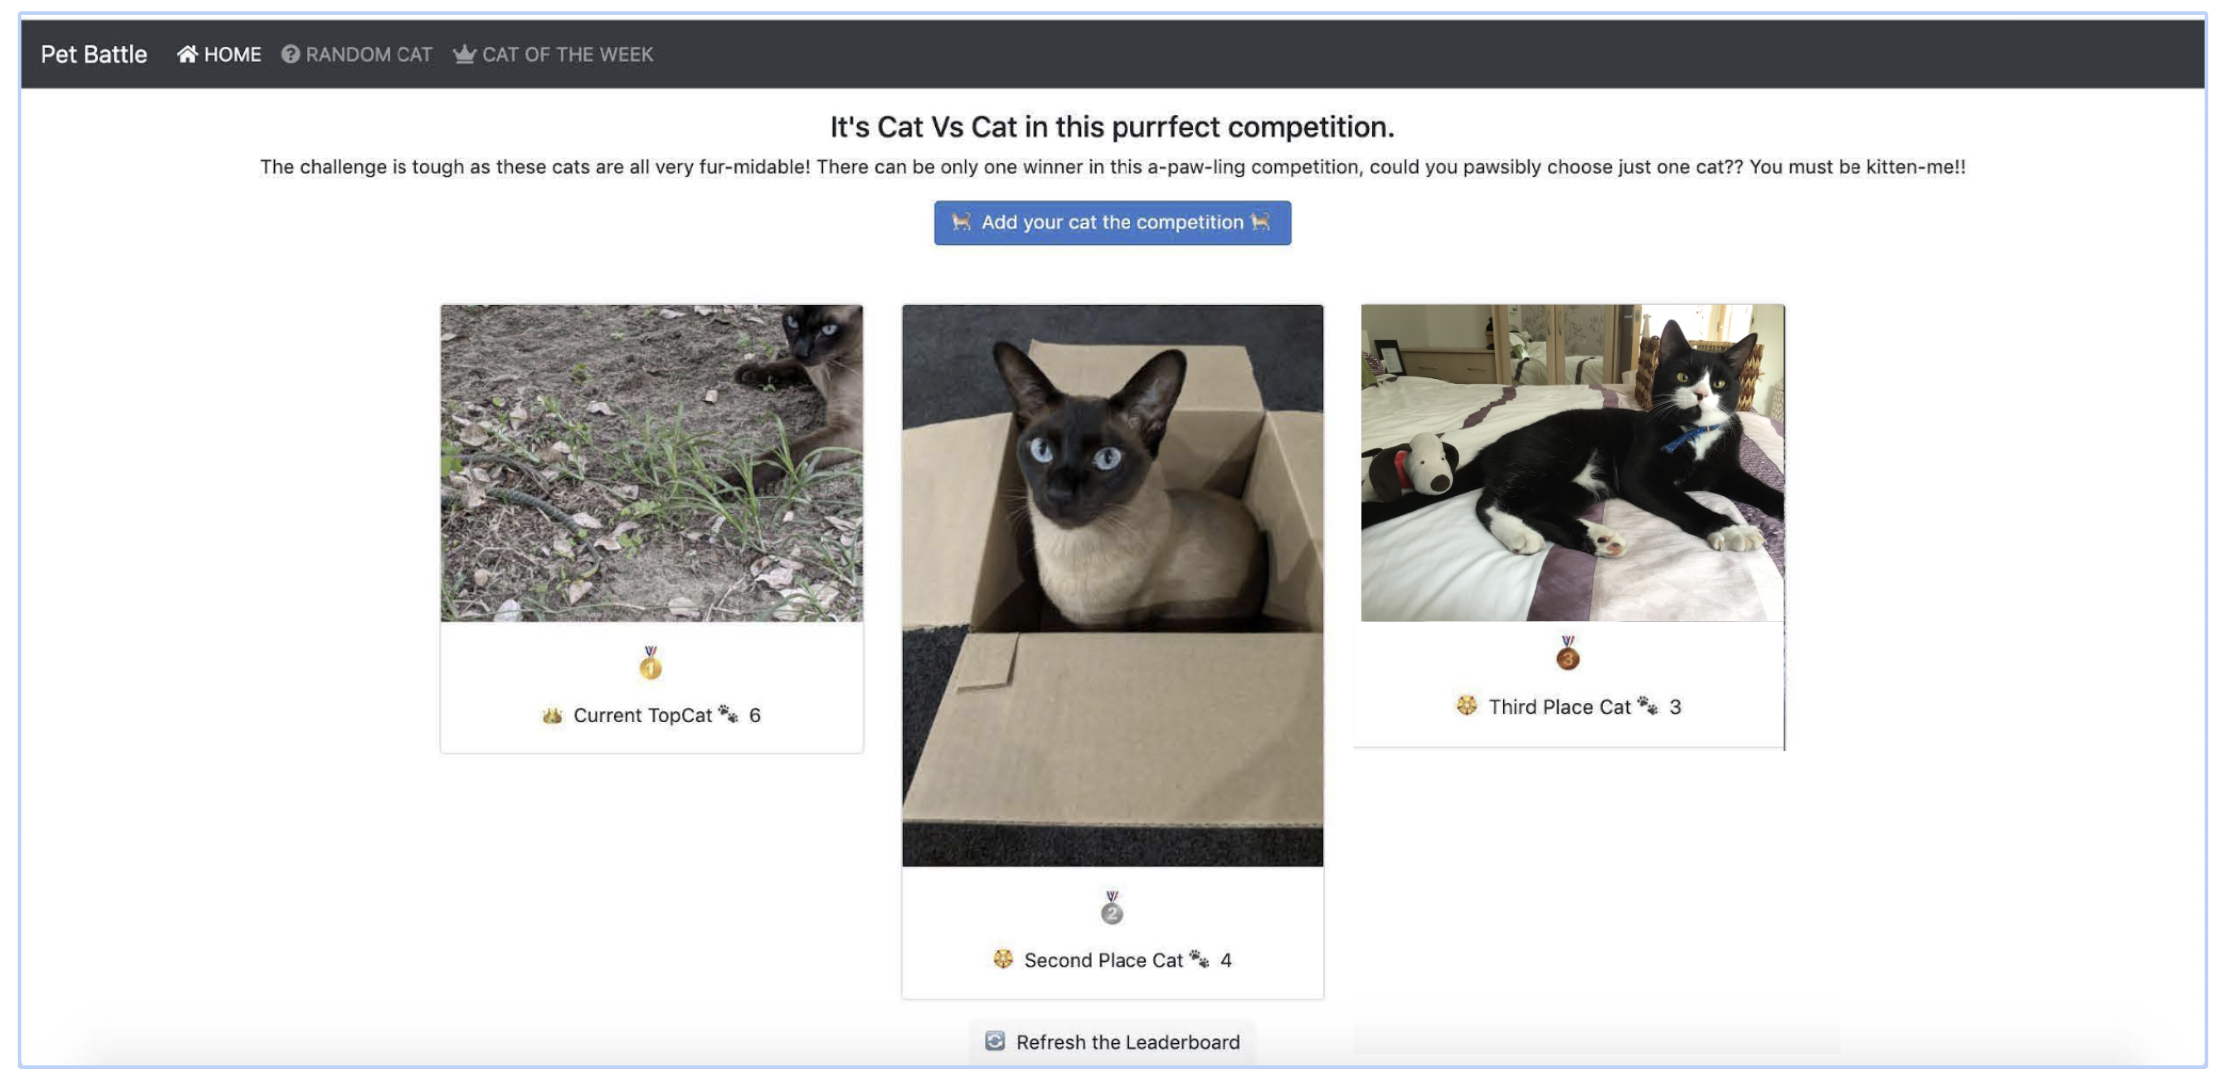 Pet Battle HOME RANDOM CAT CAT OF THE WEEK
It's Cat Vs Cat in this purrfect competition.
The challenge is tough as these cats are all very fur-midable! There can be only one winner in this a-paw-ling competition, could you pawsibly choose just one cat?? You must be kitten-me!!
Add your cat the competition
1
Current TopCat 6
2
Second Place Cat 4
3
Third Place Cat 3
Refresh the Leaderboard